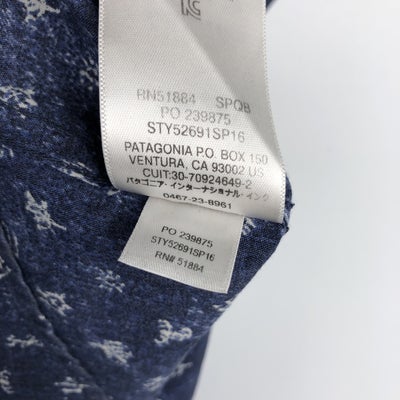 RN51884 SPQB
PO 239875
STY52691SP16
PATAGONIA P.O. BOX 150
VENTURA, CA 93002 US
CUIT:30-70924649-2
パタゴニア・インターナショナル・インク
0467-23-8961
PO 239875
STY52691SP16
RN# 51884